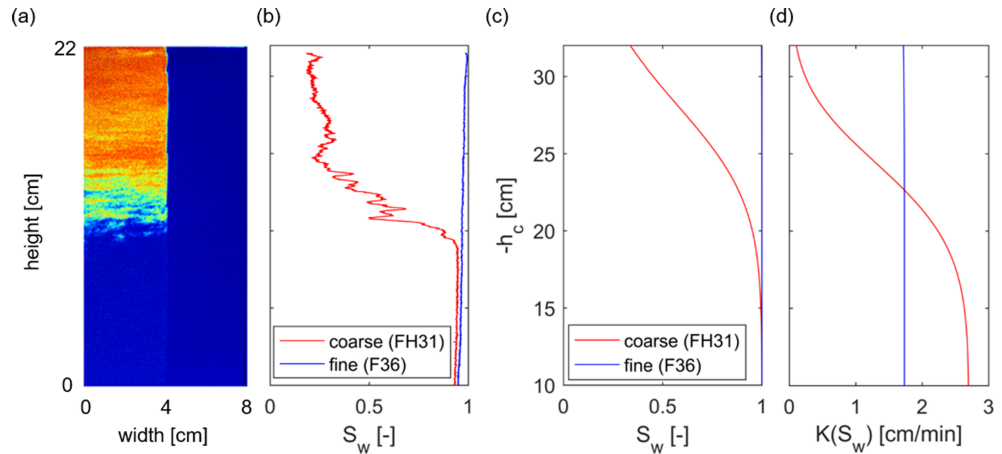 (a)
(b)
(c)
(d)
22
0
height [cm]
0
4
8
width [cm]
coarse (FH31)
fine (F36)
0
0.5
1
S_w [-]
30
25
20
15
10
-h_c [cm]
coarse (FH31)
fine (F36)
0
0.5
1
S_w [-]
0
1
2
3
K(S_w) [cm/min]